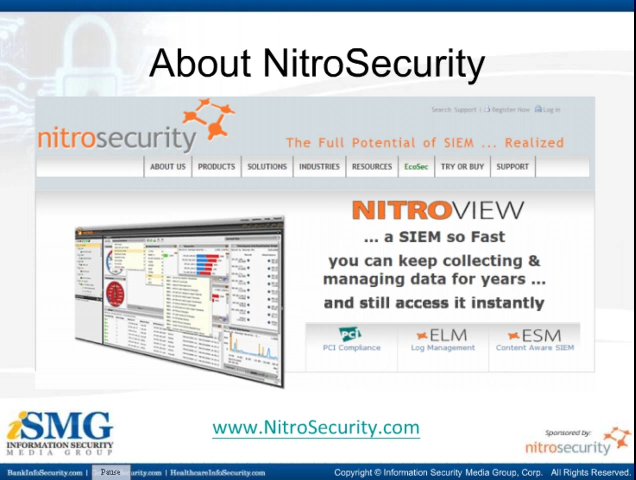 About NitroSecurity
Search Support | Register Now Log in
nitrosecurity
The Full Potential of SIEM ... Realized
ABOUT US PRODUCTS SOLUTIONS INDUSTRIES RESOURCES EcoSec TRY OR BUY SUPPORT
NITROVIEW
... a SIEM so Fast
you can keep collecting &
managing data for years ...
and still access it instantly
PCI ELM ESM
PCI Compliance Log Management Content Aware SIEM
www.NitroSecurity.com
iSMG
INFORMATION SECURITY
MEDIA GROUP
Sponsored by:
nitrosecurity
BankInfoSecurity.com | Pause urity.com | HealthcareInfoSecurity.com
Copyright © Information Security Media Group, Corp. All Rights Reserved.